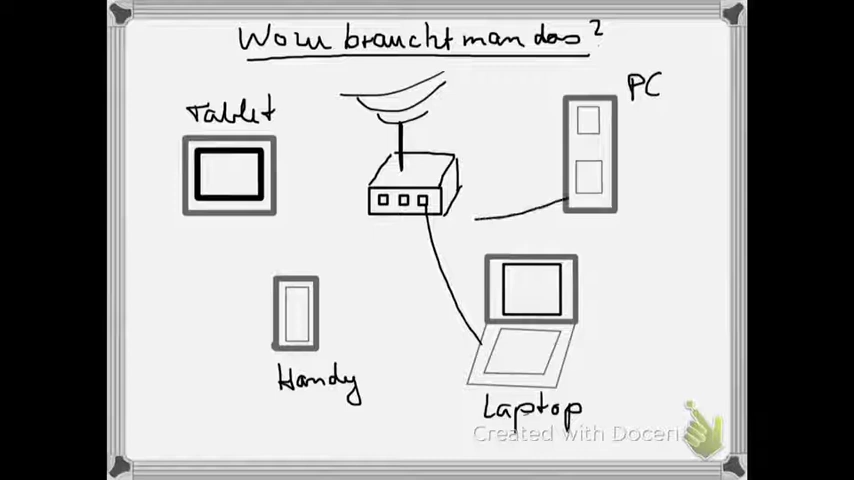 Wozu braucht man das?
PC
Tablet
Handy
Laptop
Created with Doceri